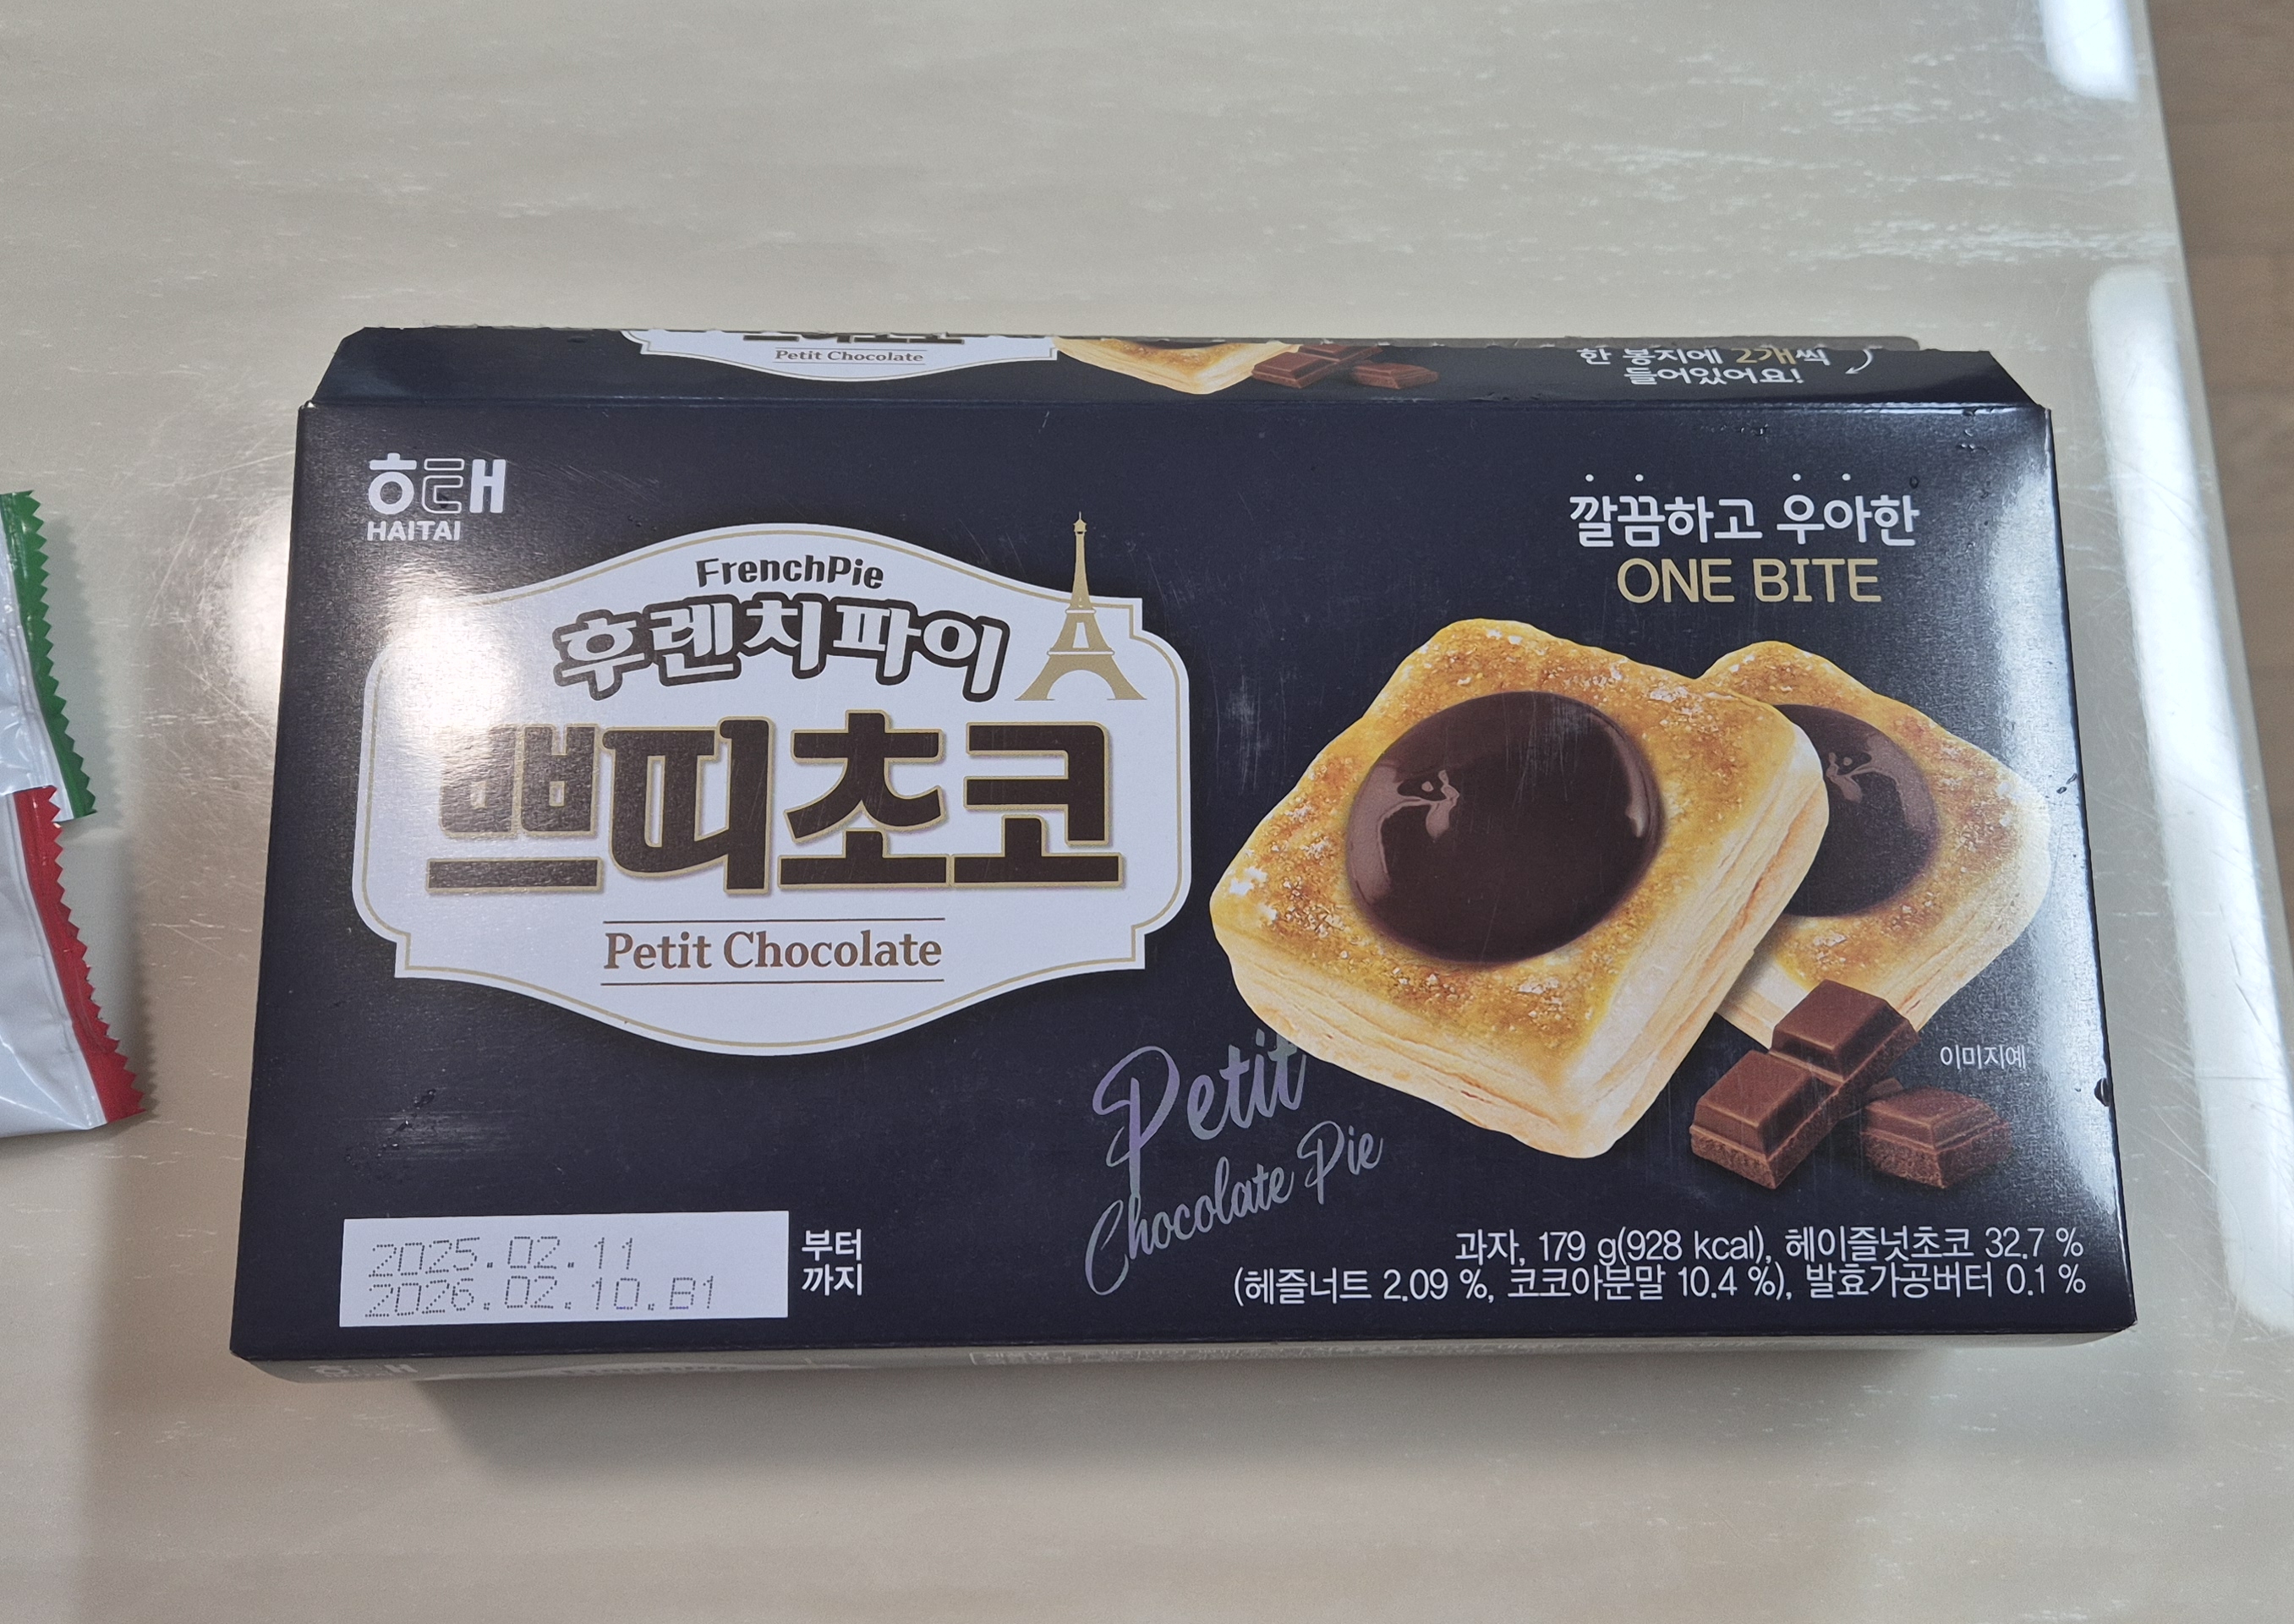 Petit Chocolate
한 봉지에 2개씩
들어있어요!
해태
HAITAI
깔끔하고 우아한
ONE BITE
FrenchPie
후렌치파이
쁘띠초코
Petit Chocolate
이미지예
Petit
Chocolate Pie
2025.02.11 부터
2026.02.10.B1 까지
과자, 179 g(928 kcal), 헤이즐넛초코 32.7 %
(헤즐너트 2.09 %, 코코아분말 10.4 %), 발효가공버터 0.1 %